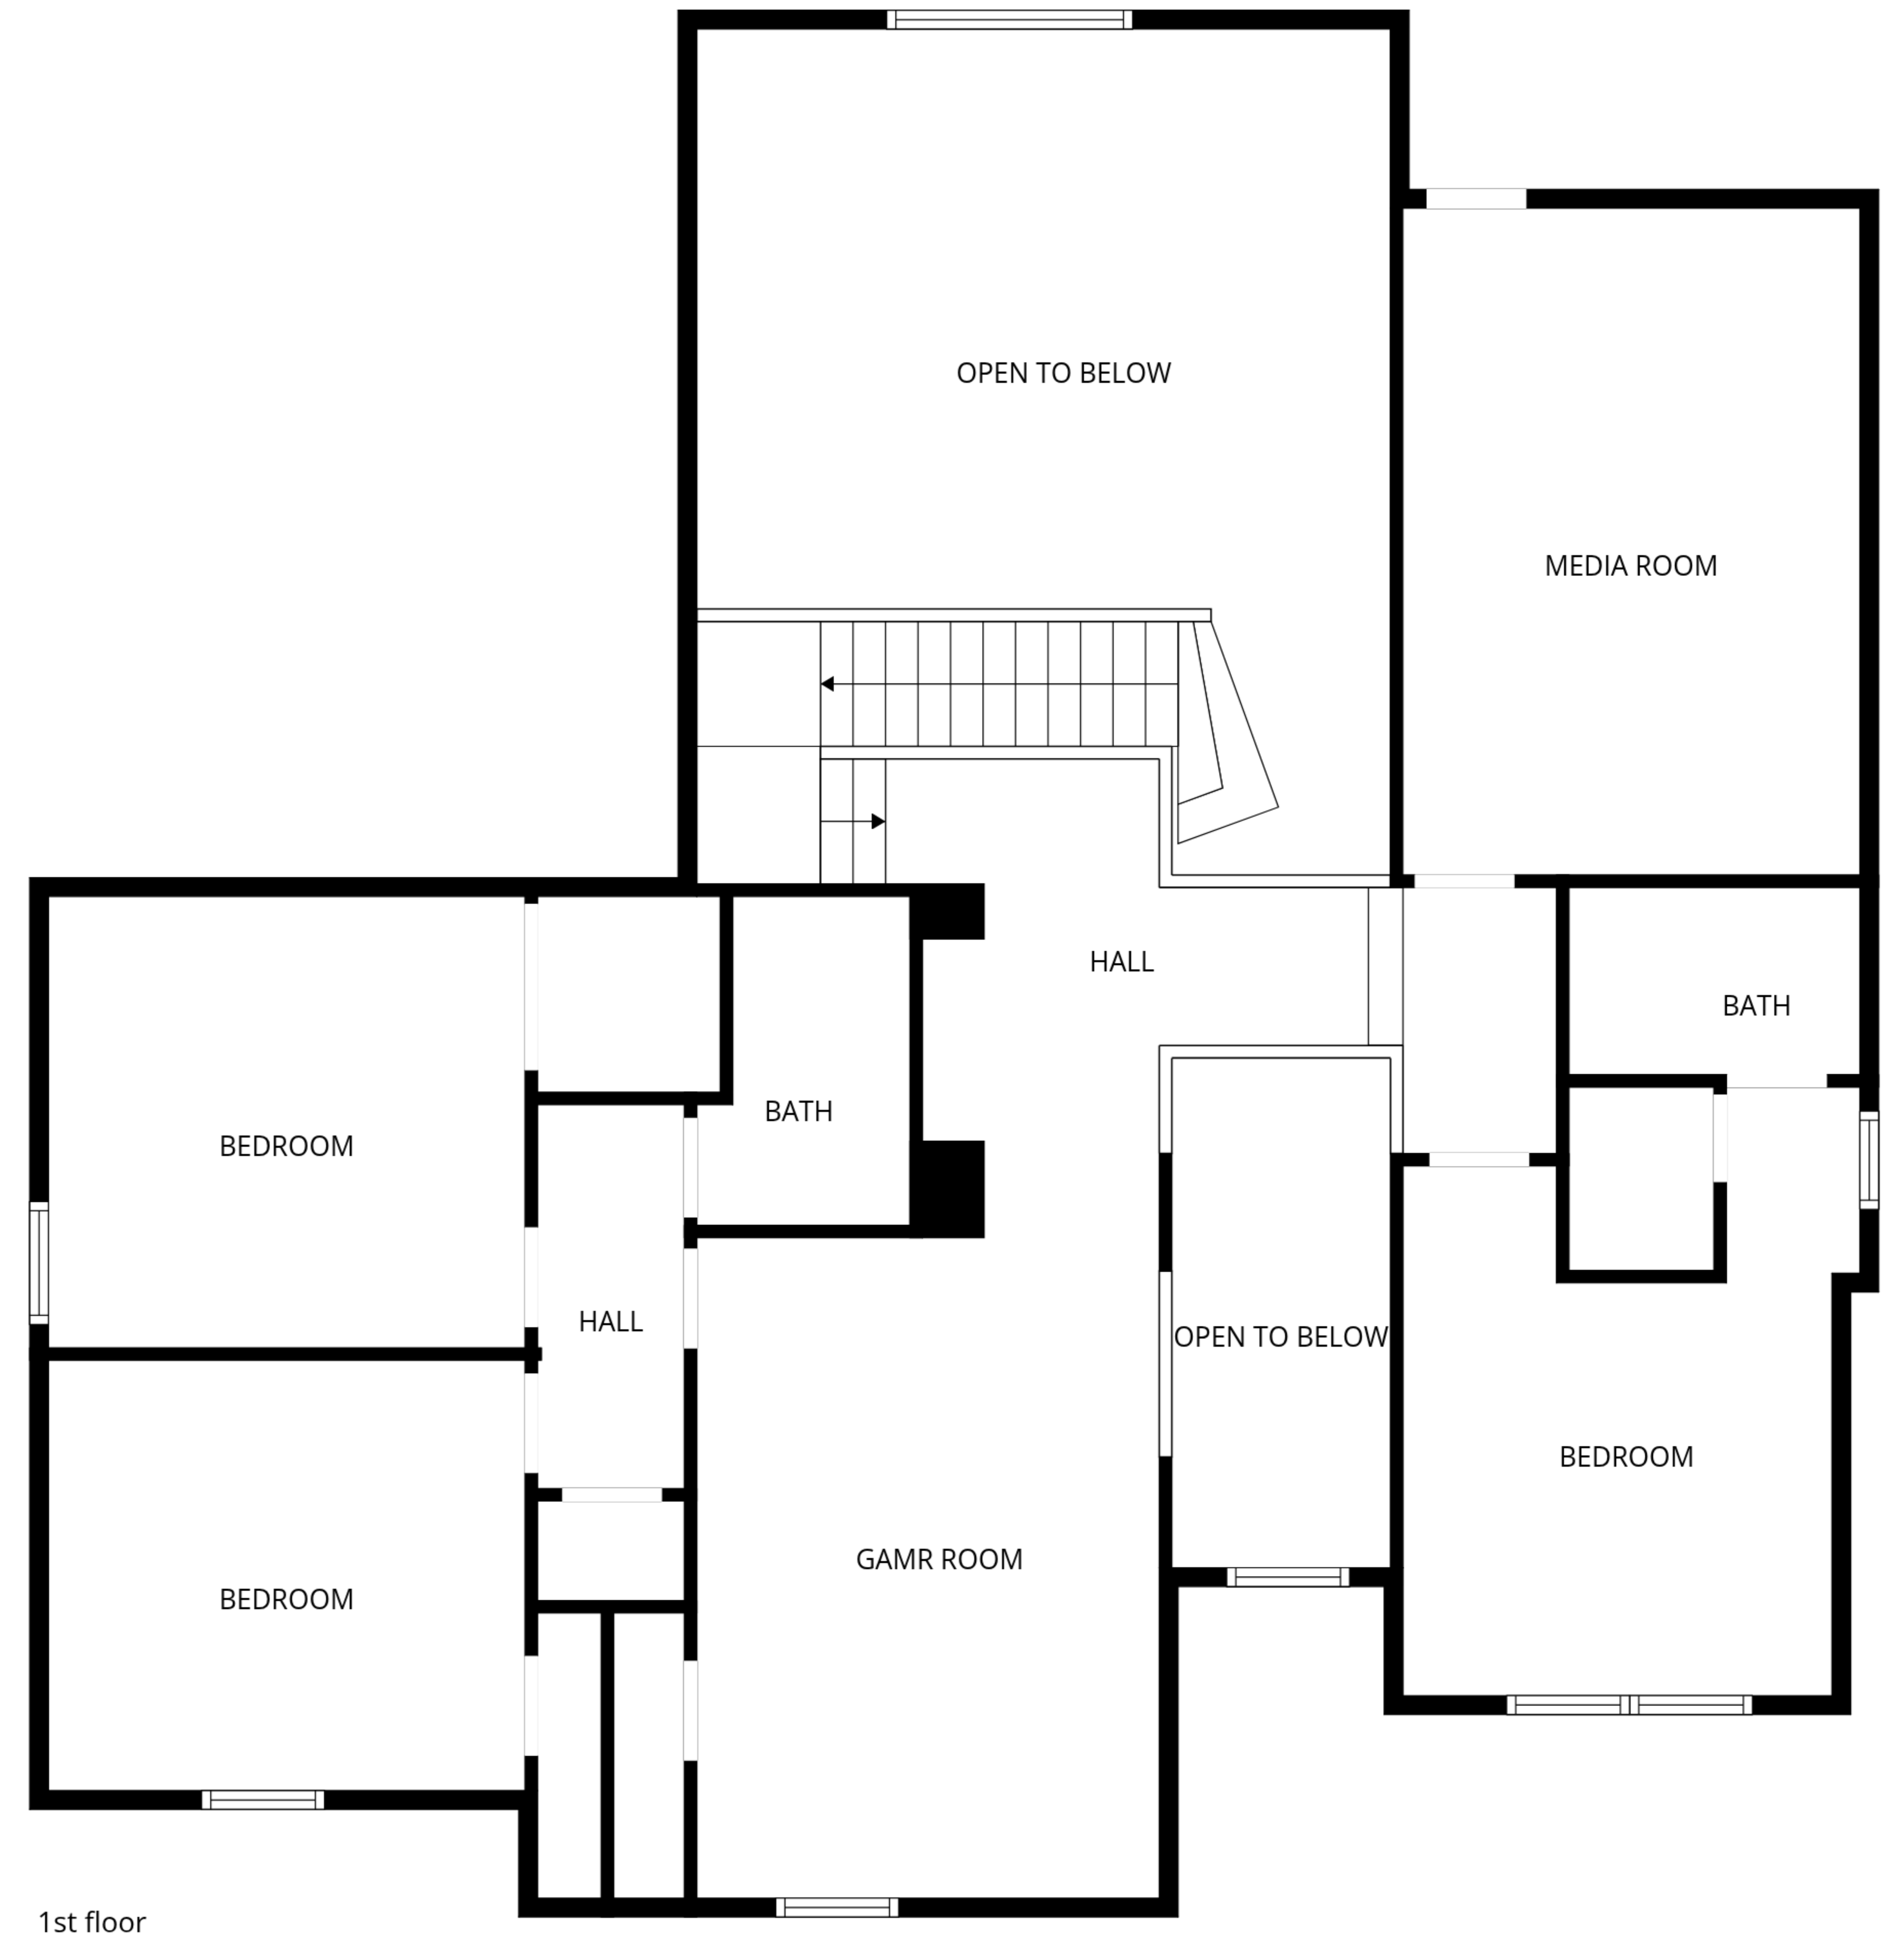 OPEN TO BELOW
MEDIA ROOM
HALL
BATH
BATH
BEDROOM
HALL
OPEN TO BELOW
BEDROOM
GAMR ROOM
BEDROOM
1st floor